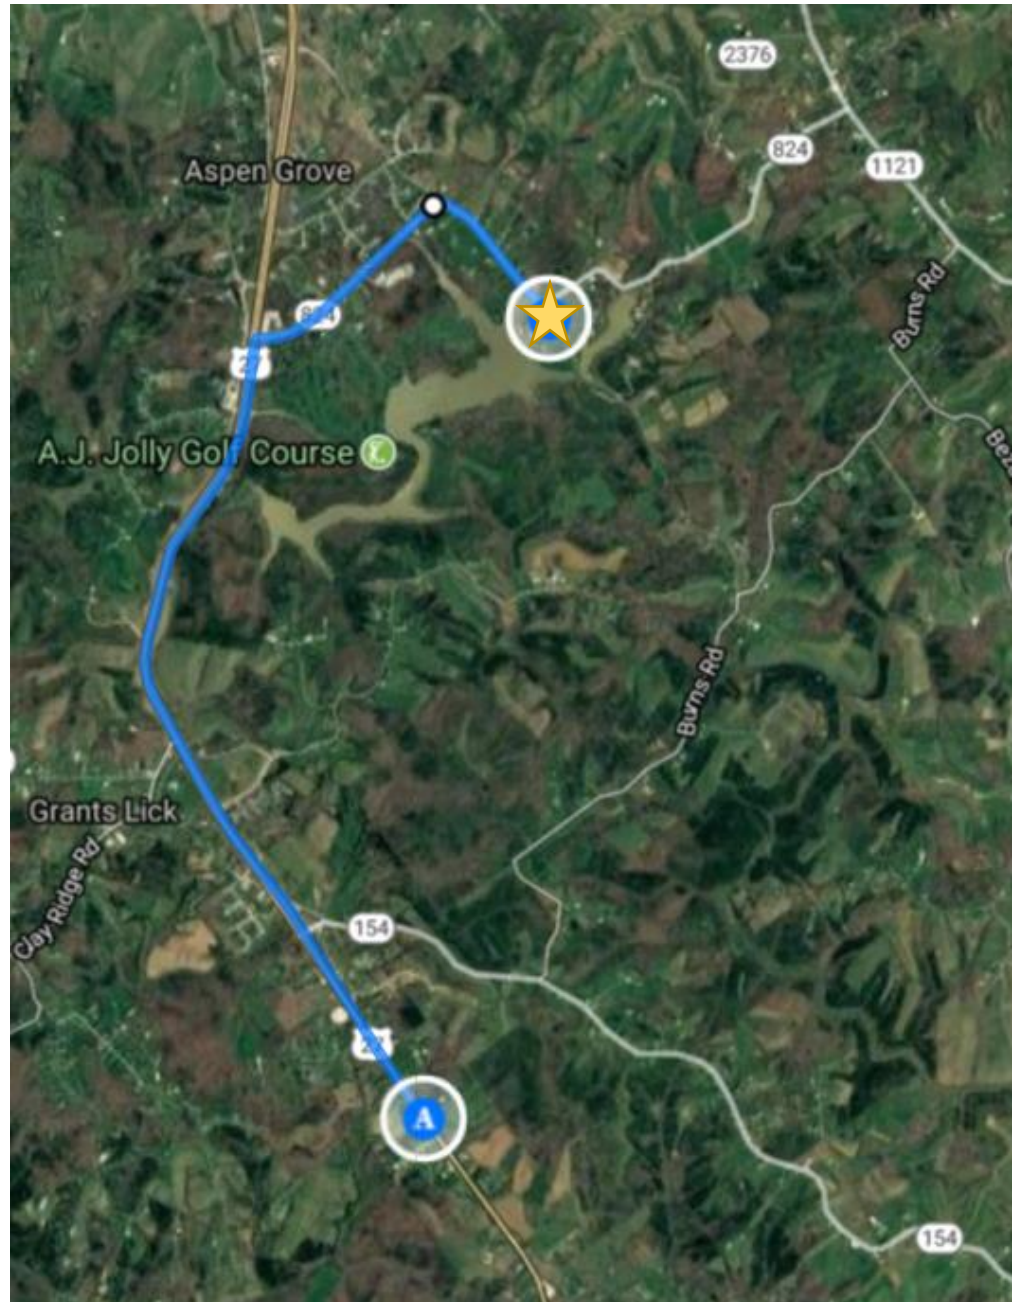 2376
824
Aspen Grove
1121
Burns Rd
A.J. Jolly Golf Course
Burns Rd
Grants Lick
Clay Ridge Rd
154
A
154